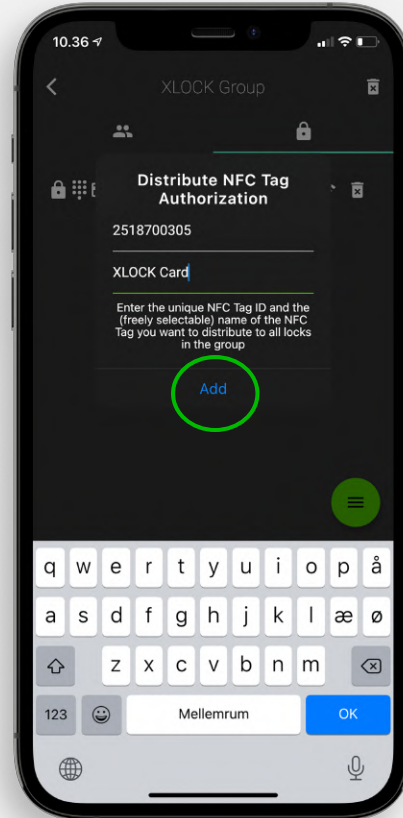 10.36
XLOCK Group
Distribute NFC Tag
Authorization
2518700305
XLOCK Card
Enter the unique NFC Tag ID and the
(freely selectable) name of the NFC
Tag you want to distribute to all locks
in the group
Add
q w e r t y u i o p å
a s d f g h j k l æ ø
z x c v b n m
123 Mellemrum OK